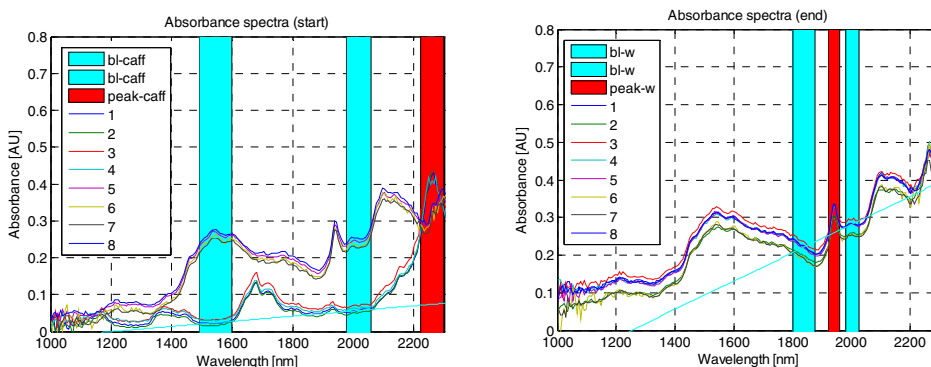 Absorbance spectra (start)
0.8
0.7
0.6
0.5
0.4
0.3
0.2
0.1
0
Absorbance [AU]
bl-caff
bl-caff
peak-caff
1
2
3
4
5
6
7
8
1000 1200 1400 1600 1800 2000 2200
Wavelength [nm]
Absorbance spectra (end)
0.8
0.7
0.6
0.5
0.4
0.3
0.2
0.1
0
Absorbance [AU]
bl-w
bl-w
peak-w
1
2
3
4
5
6
7
8
1000 1200 1400 1600 1800 2000 2200
Wavelength [nm]